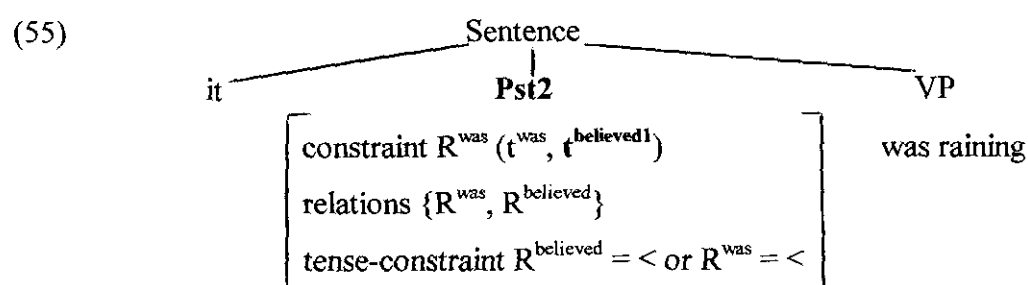 (55) Sentence
it Pst2 VP
constraint R^was (t^was, t^believed1) was raining
relations {R^was, R^believed}
tense-constraint R^believed = < or R^was = <